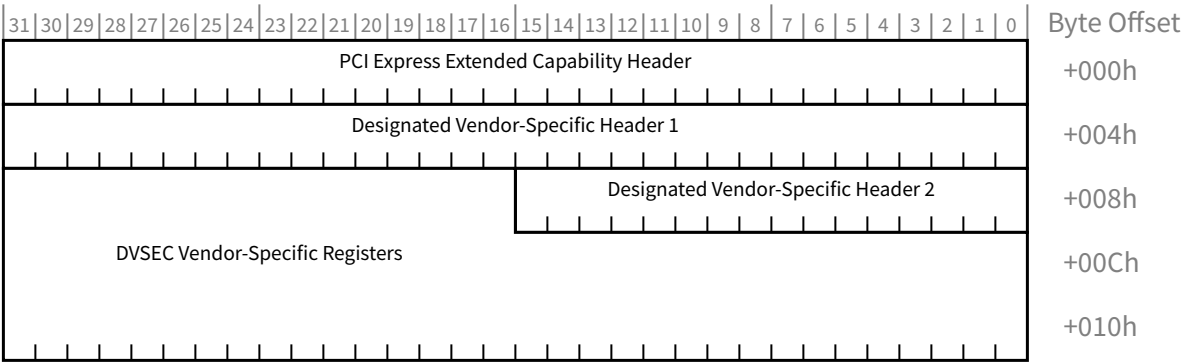 31 30 29 28 27 26 25 24 23 22 21 20 19 18 17 16 15 14 13 12 11 10 9 8 7 6 5 4 3 2 1 0 Byte Offset
PCI Express Extended Capability Header +000h
Designated Vendor-Specific Header 1 +004h
Designated Vendor-Specific Header 2 +008h
DVSEC Vendor-Specific Registers +00Ch
+010h